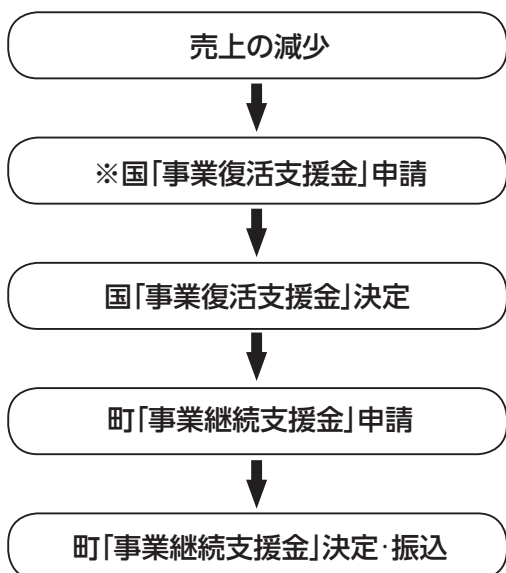 売上の減少
※国「事業復活支援金」申請
国「事業復活支援金」決定
町「事業継続支援金」申請
町「事業継続支援金」決定・振込